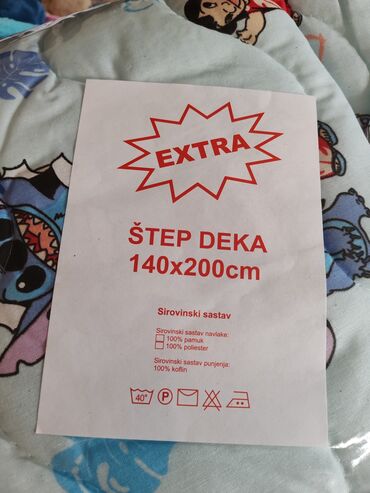 EXTRA
ŠTEP DEKA
140x200cm
Sirovinski sastav
Sirovinski sastav navlake:
100% pamuk
100% poliester
Sirovinski sastav punjenja:
100% koflin
40°
P